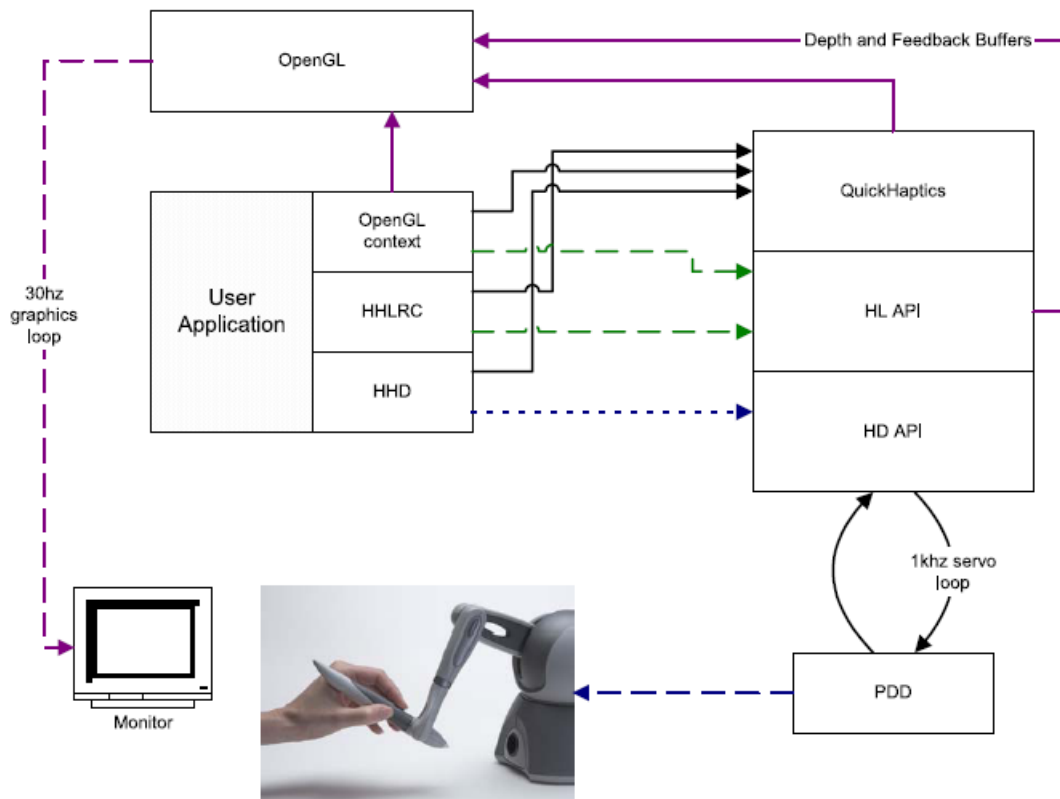 Depth and Feedback Buffers
OpenGL
QuickHaptics
OpenGL
context
User
Application
HHLRC
HHD
HL API
HD API
30hz
graphics
loop
1khz servo
loop
PDD
Monitor